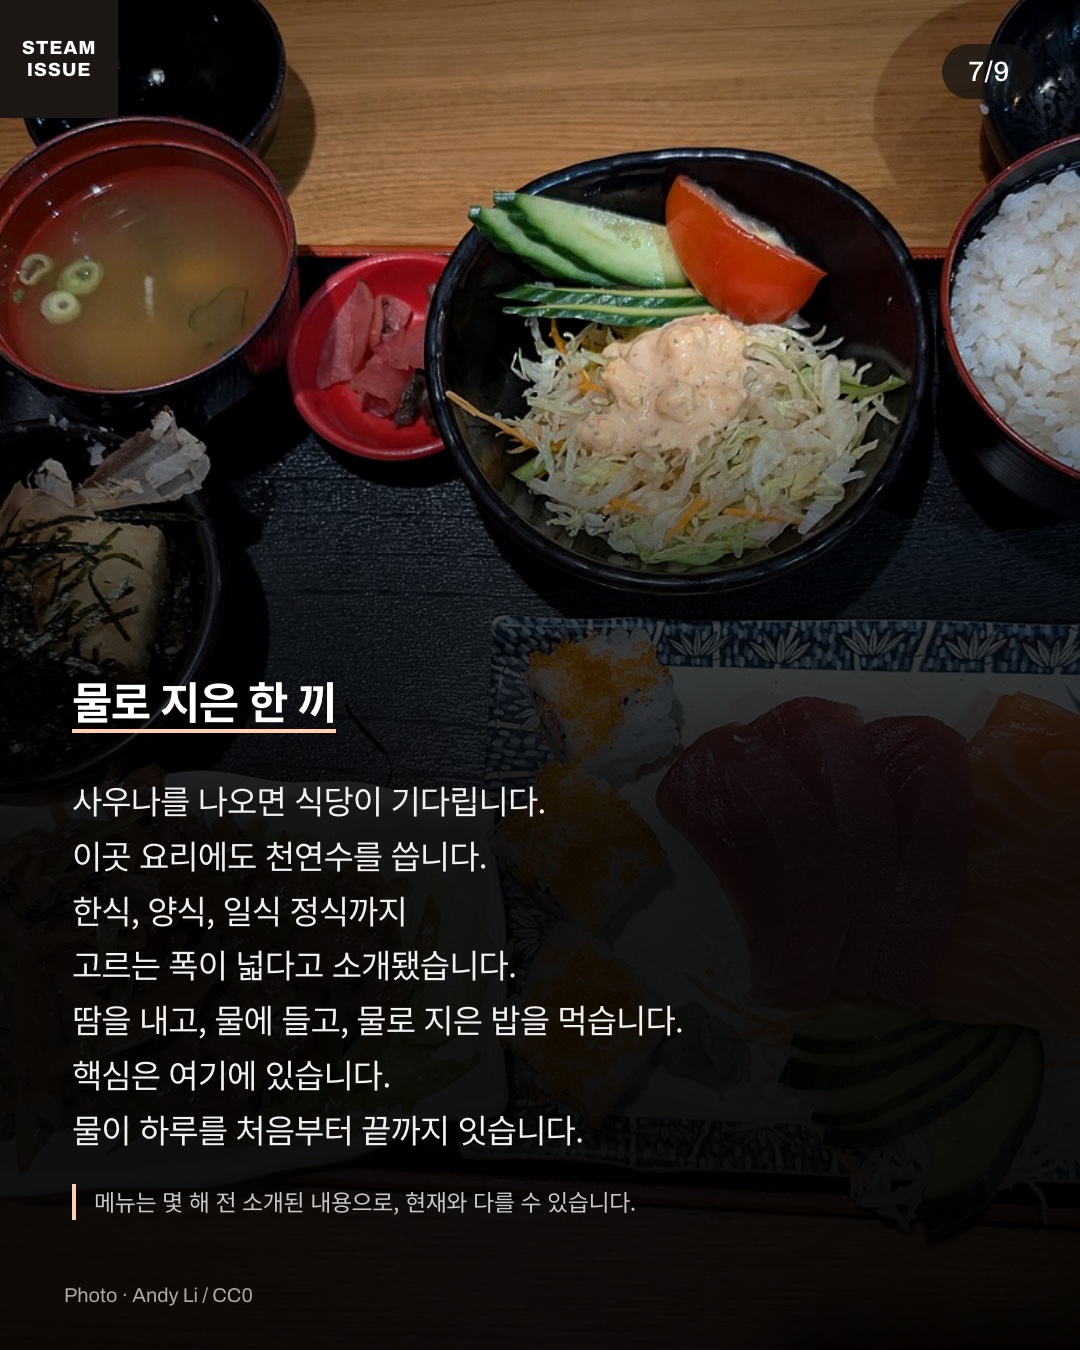 STEAM
ISSUE
7/9
물로 지은 한 끼
사우나를 나오면 식당이 기다립니다.
이곳 요리에도 천연수를 씁니다.
한식, 양식, 일식 정식까지
고르는 폭이 넓다고 소개됐습니다.
땀을 내고, 물에 들고, 물로 지은 밥을 먹습니다.
핵심은 여기에 있습니다.
물이 하루를 처음부터 끝까지 잇습니다.
메뉴는 몇 해 전 소개된 내용으로, 현재와 다를 수 있습니다.
Photo · Andy Li / CC0